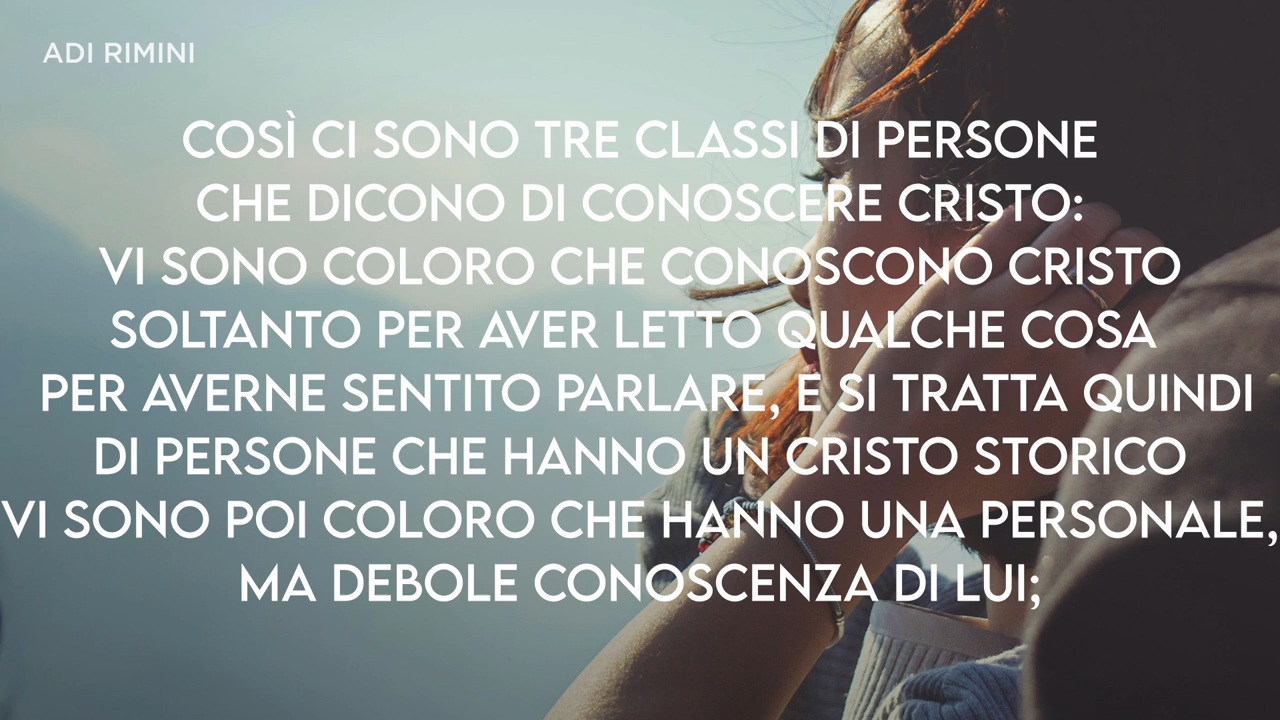 ADI RIMINI
COSÌ CI SONO TRE CLASSI DI PERSONE
CHE DICONO DI CONOSCERE CRISTO:
VI SONO COLORO CHE CONOSCONO CRISTO
SOLTANTO PER AVER LETTO QUALCHE COSA
PER AVERNE SENTITO PARLARE, E SI TRATTA QUINDI
DI PERSONE CHE HANNO UN CRISTO STORICO
VI SONO POI COLORO CHE HANNO UNA PERSONALE,
MA DEBOLE CONOSCENZA DI LUI;